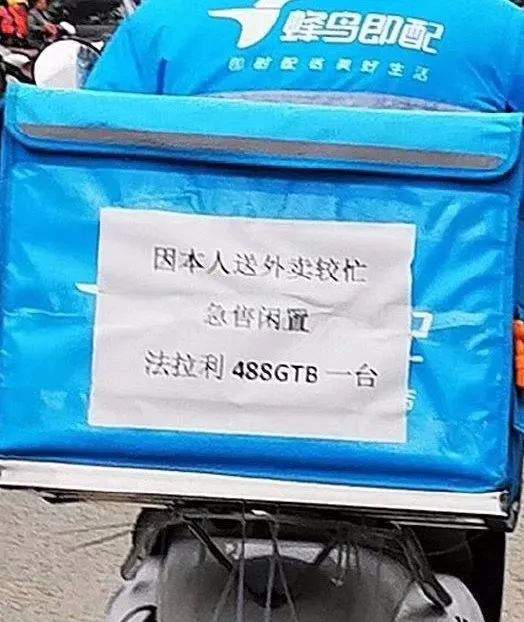 蜂鸟即配
即时配送美好生活
因本人送外卖较忙
急售闲置
法拉利 488GTB 一台